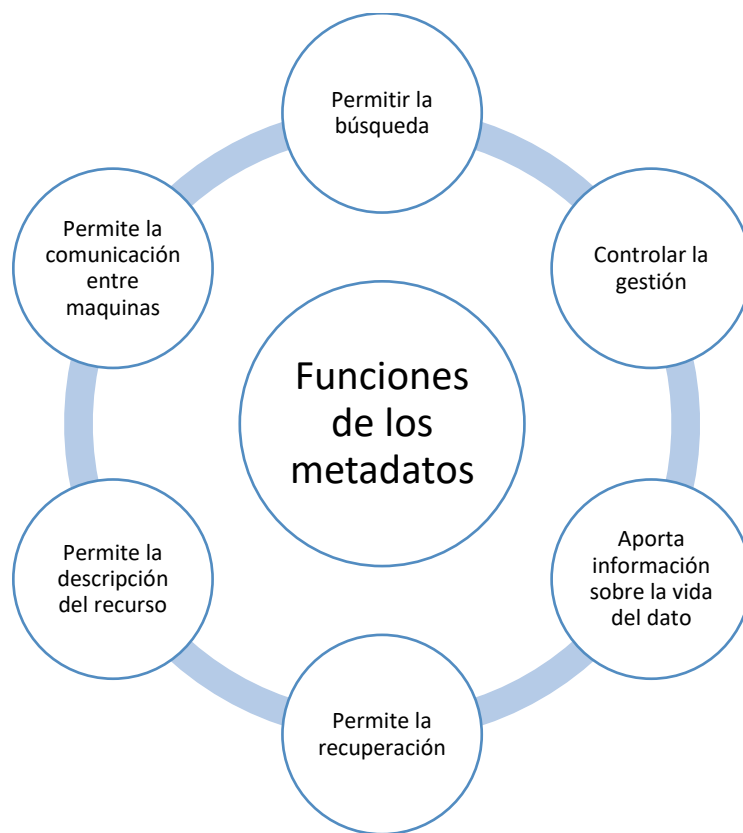 Permitir la
búsqueda
Controlar la
gestión
Aporta
información
sobre la vida
del dato
Permite la
recuperación
Permite la
descripción
del recurso
Permite la
comunicación
entre
maquinas
Funciones
de los
metadatos